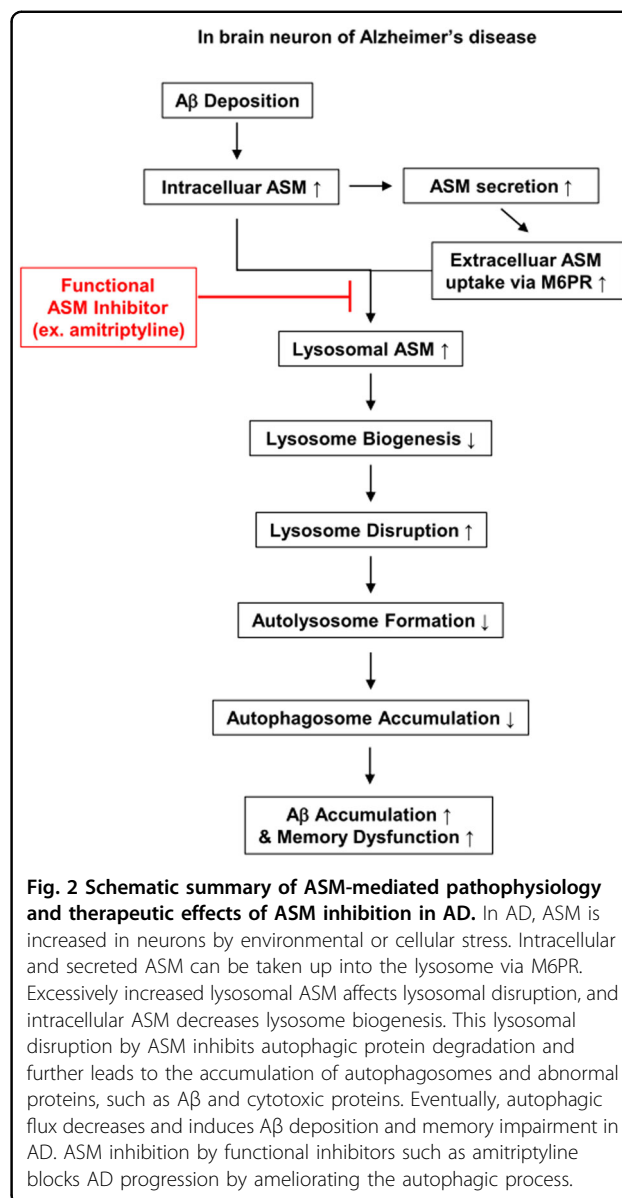 In brain neuron of Alzheimer's disease
Aβ Deposition
Intracelluar ASM ↑
ASM secretion ↑
Extracelluar ASM
uptake via M6PR ↑
Functional
ASM Inhibitor
(ex. amitriptyline)
Lysosomal ASM ↑
Lysosome Biogenesis ↓
Lysosome Disruption ↑
Autolysosome Formation ↓
Autophagosome Accumulation ↓
Aβ Accumulation ↑
& Memory Dysfunction ↑
Fig. 2 Schematic summary of ASM-mediated pathophysiology
and therapeutic effects of ASM inhibition in AD. In AD, ASM is
increased in neurons by environmental or cellular stress. Intracellular
and secreted ASM can be taken up into the lysosome via M6PR.
Excessively increased lysosomal ASM affects lysosomal disruption, and
intracellular ASM decreases lysosome biogenesis. This lysosomal
disruption by ASM inhibits autophagic protein degradation and
further leads to the accumulation of autophagosomes and abnormal
proteins, such as Aβ and cytotoxic proteins. Eventually, autophagic
flux decreases and induces Aβ deposition and memory impairment in
AD. ASM inhibition by functional inhibitors such as amitriptyline
blocks AD progression by ameliorating the autophagic process.